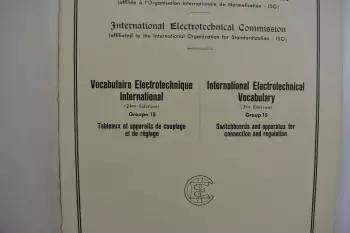 (affiliée à l'Organisation Internationale de Normalisation - ISO)
International Electrotechnical Commission
(affiliated to the International Organization for Standardization - ISO)
Vocabulaire Electrotechnique
International
(2me Edition)
Groupe 15
Tableaux et appareils de couplage
et de réglage
International Electrotechnical
Vocabulary
(2nd Edition)
Group 15
Switchboards and apparatus for
connection and regulation